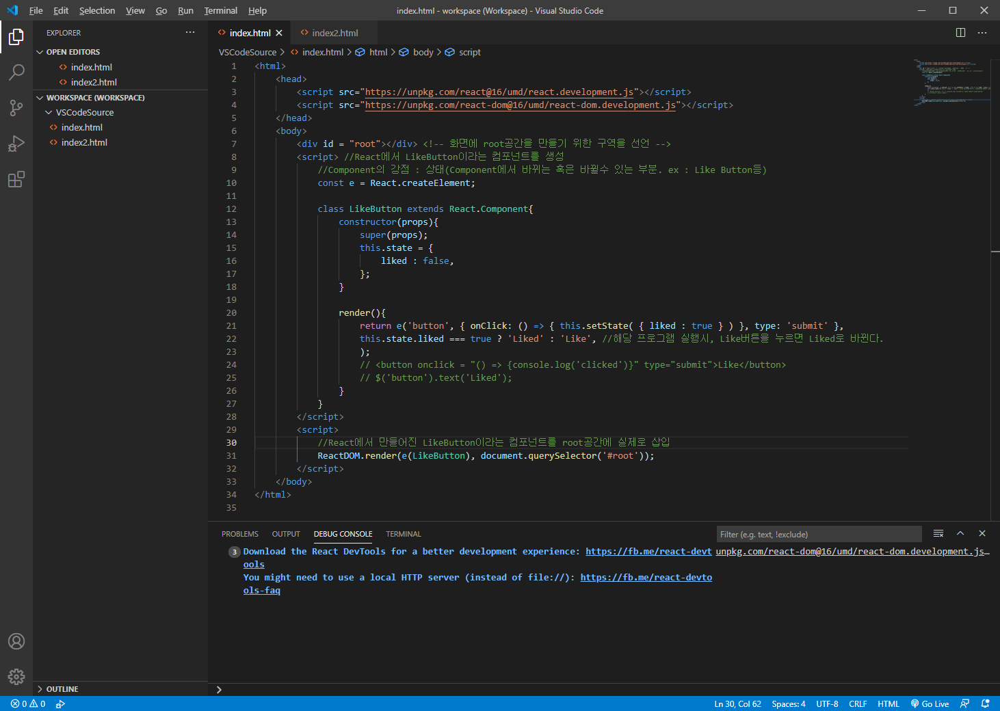 File Edit Selection View Go Run Terminal Help
index.html - workspace (Workspace) - Visual Studio Code
EXPLORER
OPEN EDITORS
index.html
index2.html
WORKSPACE (WORKSPACE)
VSCodeSource
index.html
index2.html
OUTLINE
index.html index2.html
VSCodeSource > index.html > html > body > script
1 <html>
2 <head>
3 <script src="https://unpkg.com/react@16/umd/react.development.js"></script>
4 <script src="https://unpkg.com/react-dom@16/umd/react-dom.development.js"></script>
5 </head>
6 <body>
7 <div id = "root"></div> <!-- 화면에 root공간을 만들기 위한 구역을 선언 -->
8 <script> //React에서 LikeButton이라는 컴포넌트를 생성
9 //Component의 강점 : 상태(Component에서 바뀌는 혹은 바뀔수 있는 부분. ex : Like Button등)
10 const e = React.createElement;
11
12 class LikeButton extends React.Component{
13 constructor(props){
14 super(props);
15 this.state = {
16 liked : false,
17 };
18 }
19
20 render(){
21 return e('button', { onClick: () => { this.setState( { liked : true } ) }, type: 'submit' },
22 this.state.liked === true ? 'Liked' : 'Like', //해당 프로그램 실행시, Like버튼을 누르면 Liked로 바뀐다.
23 );
24 // <button onclick = "() => {console.log('clicked')}" type="submit">Like</button>
25 // $('button').text('Liked');
26 }
27 }
28 </script>
29 <script>
30 //React에서 만들어진 LikeButton이라는 컴포넌트를 root공간에 실제로 삽입
31 ReactDOM.render(e(LikeButton), document.querySelector('#root'));
32 </script>
33 </body>
34 </html>
35
PROBLEMS OUTPUT DEBUG CONSOLE TERMINAL Filter (e.g. text, !exclude)
3 Download the React DevTools for a better development experience: https://fb.me/react-devt unpkg.com/react-dom@16/umd/react-dom.development.js…
ools
You might need to use a local HTTP server (instead of file://): https://fb.me/react-devto
ols-faq
0 0 Ln 30, Col 62 Spaces: 4 UTF-8 CRLF HTML Go Live